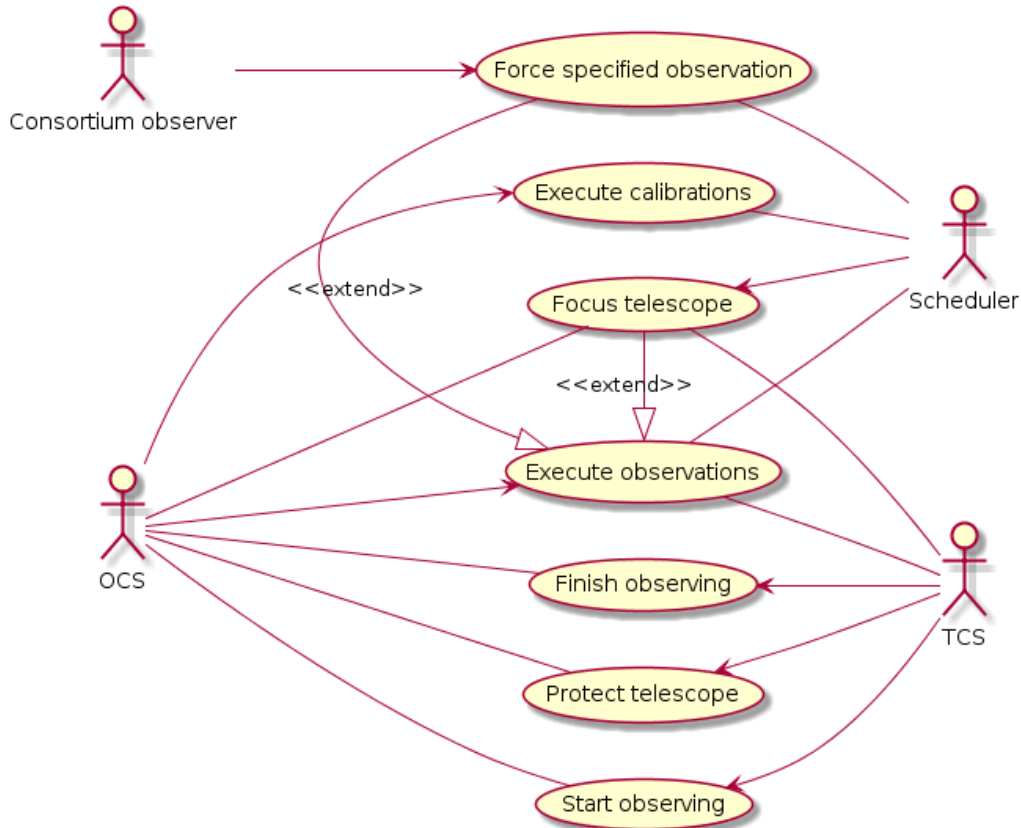 Force specified observation
Consortium observer
Execute calibrations
<<extend>>
Focus telescope
Scheduler
<<extend>>
Execute observations
OCS
Finish observing
TCS
Protect telescope
Start observing